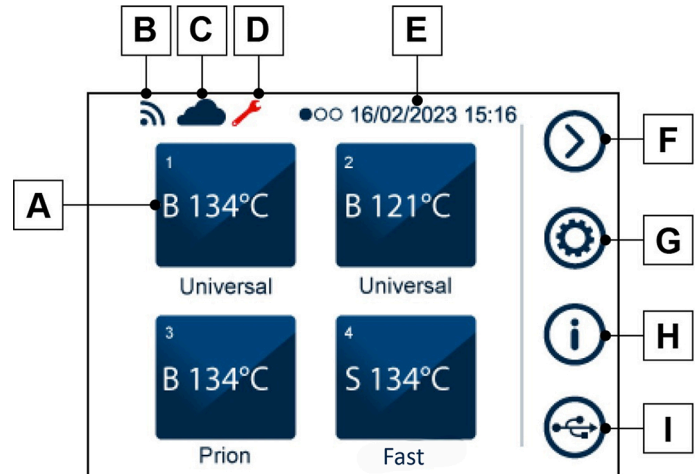 B C D E
16/02/2023 15:16
F
1 2
A
B 134°C B 121°C
G
Universal Universal
H
3 4
B 134°C S 134°C
I
Prion Fast